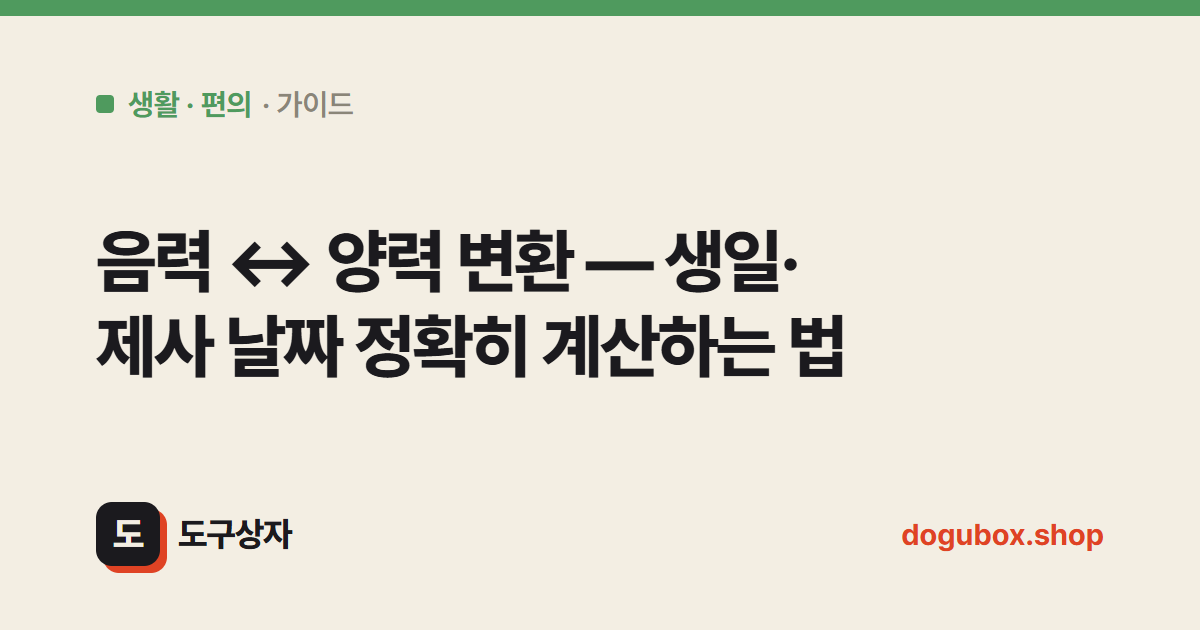 생활 · 편의 · 가이드
음력 ↔ 양력 변환 — 생일·
제사 날짜 정확히 계산하는 법
도 도구상자
dogubox.shop